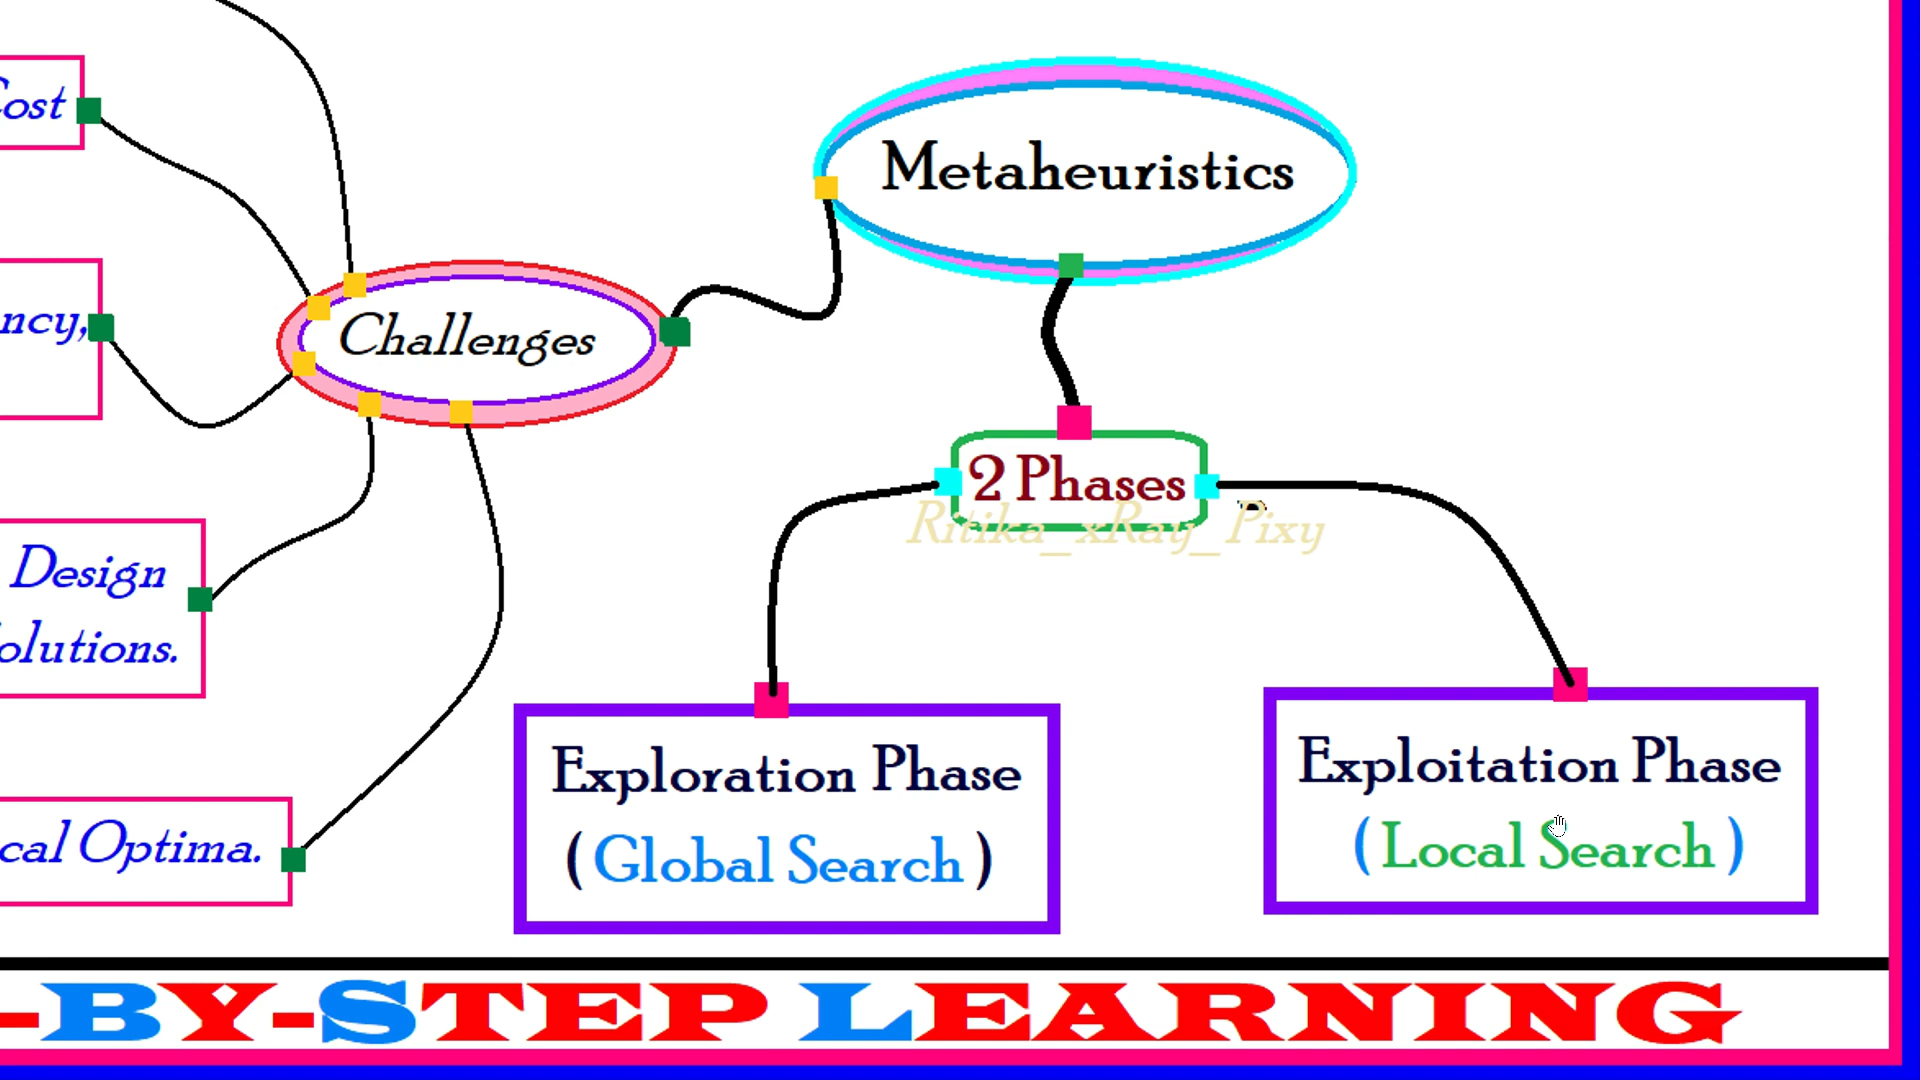 Cost
Metaheuristics
ncy,
Challenges
2 Phases
Ritika_xRay_Pixy
Design
olutions.
Exploration Phase
( Global Search )
Exploitation Phase
( Local Search )
cal Optima.
-BY-STEP LEARNING